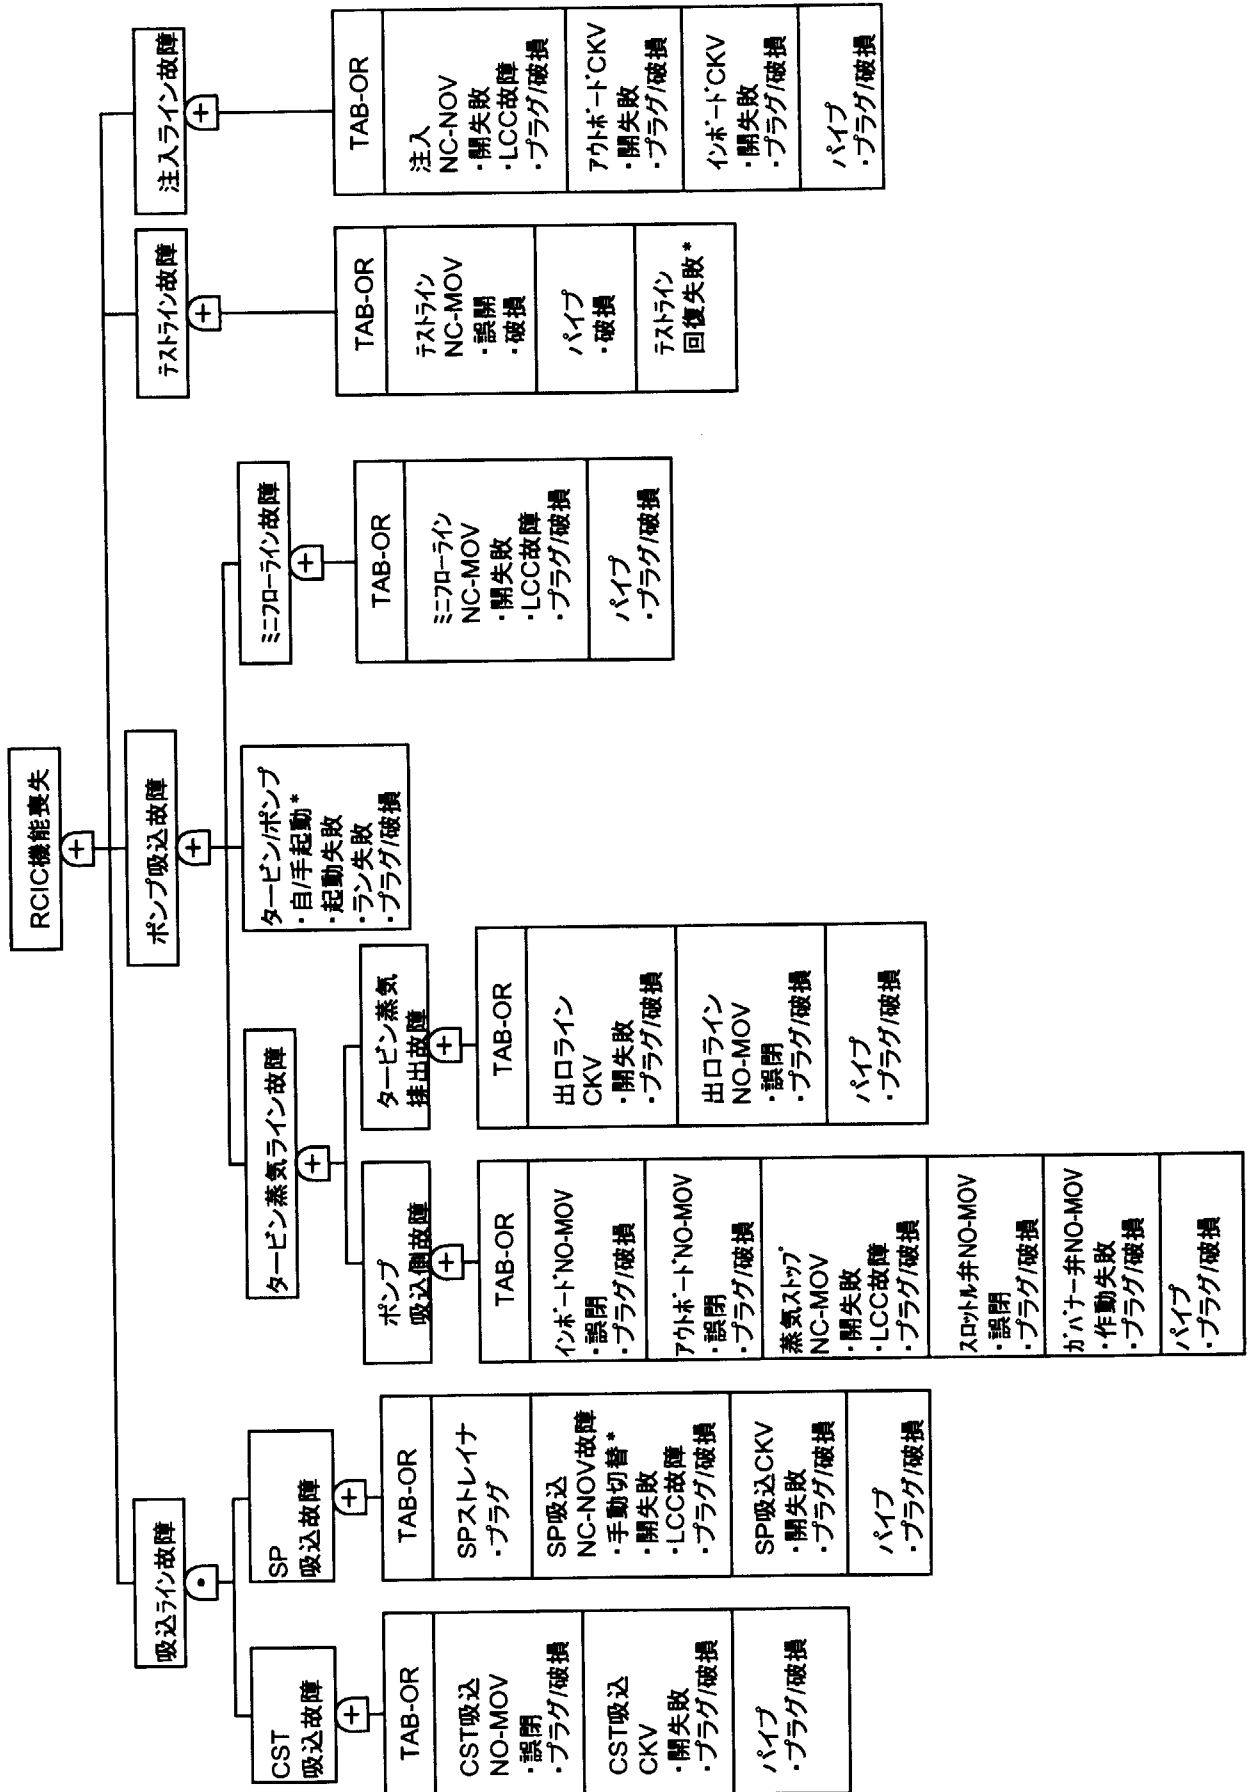 RCIC機能喪失
吸込ライン故障
ポンプ吸込故障
テストライン故障
注入ライン故障
CST
吸込故障
SP
吸込故障
タービン蒸気ライン故障
タービン/ポンプ
・自/手起動*
・起動失敗
・ラン失敗
・プラグ/破損
ミニフローライン故障
ポンプ
吸込側故障
タービン蒸気
排出故障
TAB-OR
CST吸込
NO-MOV
・誤閉
・プラグ/破損
CST吸込
CKV
・開失敗
・プラグ/破損
パイプ
・プラグ/破損
TAB-OR
SPストレイナ
・プラグ
SP吸込
NC-NOV故障
・手動切替*
・開失敗
・LCC故障
・プラグ/破損
SP吸込CKV
・開失敗
・プラグ/破損
パイプ
・プラグ/破損
TAB-OR
インボードNO-MOV
・誤閉
・プラグ/破損
アウトボードNO-MOV
・誤閉
・プラグ/破損
蒸気ストップ
NC-MOV
・開失敗
・LCC故障
・プラグ/破損
スロットル弁NO-MOV
・誤閉
・プラグ/破損
ガバナー弁NO-MOV
・作動失敗
・プラグ/破損
パイプ
・プラグ/破損
TAB-OR
出口ライン
CKV
・開失敗
・プラグ/破損
出口ライン
NO-MOV
・誤閉
・プラグ/破損
パイプ
・プラグ/破損
TAB-OR
ミニフローライン
NC-MOV
・開失敗
・LCC故障
・プラグ/破損
パイプ
・プラグ/破損
TAB-OR
テストライン
NC-MOV
・誤開
・破損
パイプ
・破損
テストライン
回復失敗*
TAB-OR
注入
NC-NOV
・開失敗
・LCC故障
・プラグ/破損
アウトボードCKV
・開失敗
・プラグ/破損
インボードCKV
・開失敗
・プラグ/破損
パイプ
・プラグ/破損